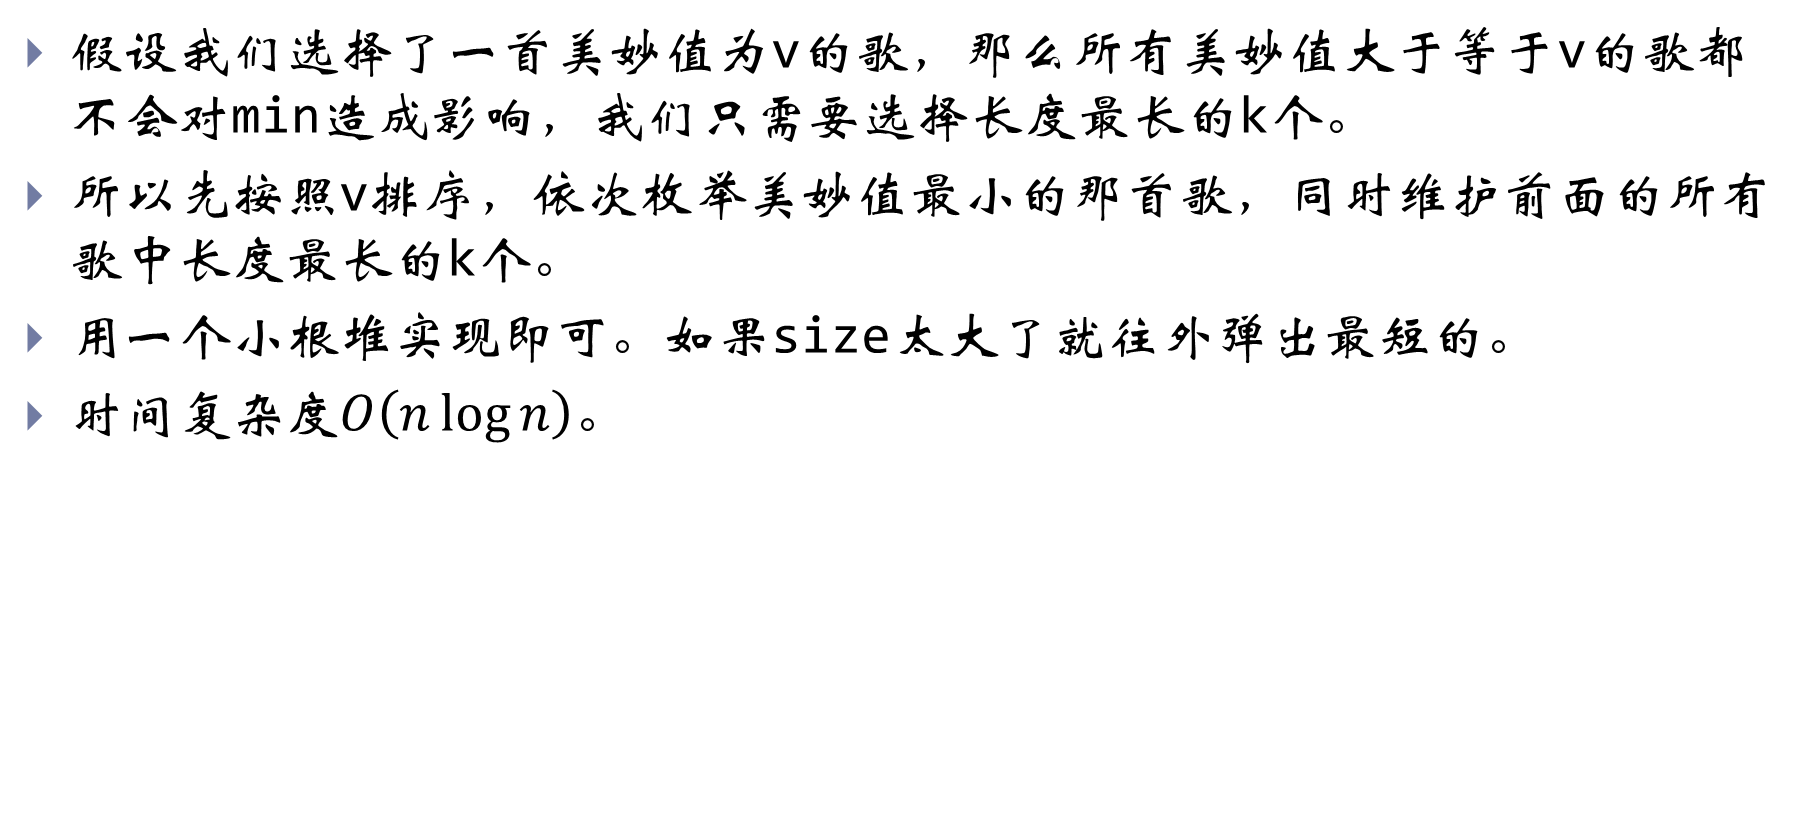 假设我们选择了一首美妙值为v的歌，那么所有美妙值大于等于v的歌都
不会对min造成影响，我们只需要选择长度最长的k个。
所以先按照v排序，依次枚举美妙值最小的那首歌，同时维护前面的所有
歌中长度最长的k个。
用一个小根堆实现即可。如果size太大了就往外弹出最短的。
时间复杂度O(n log n)。